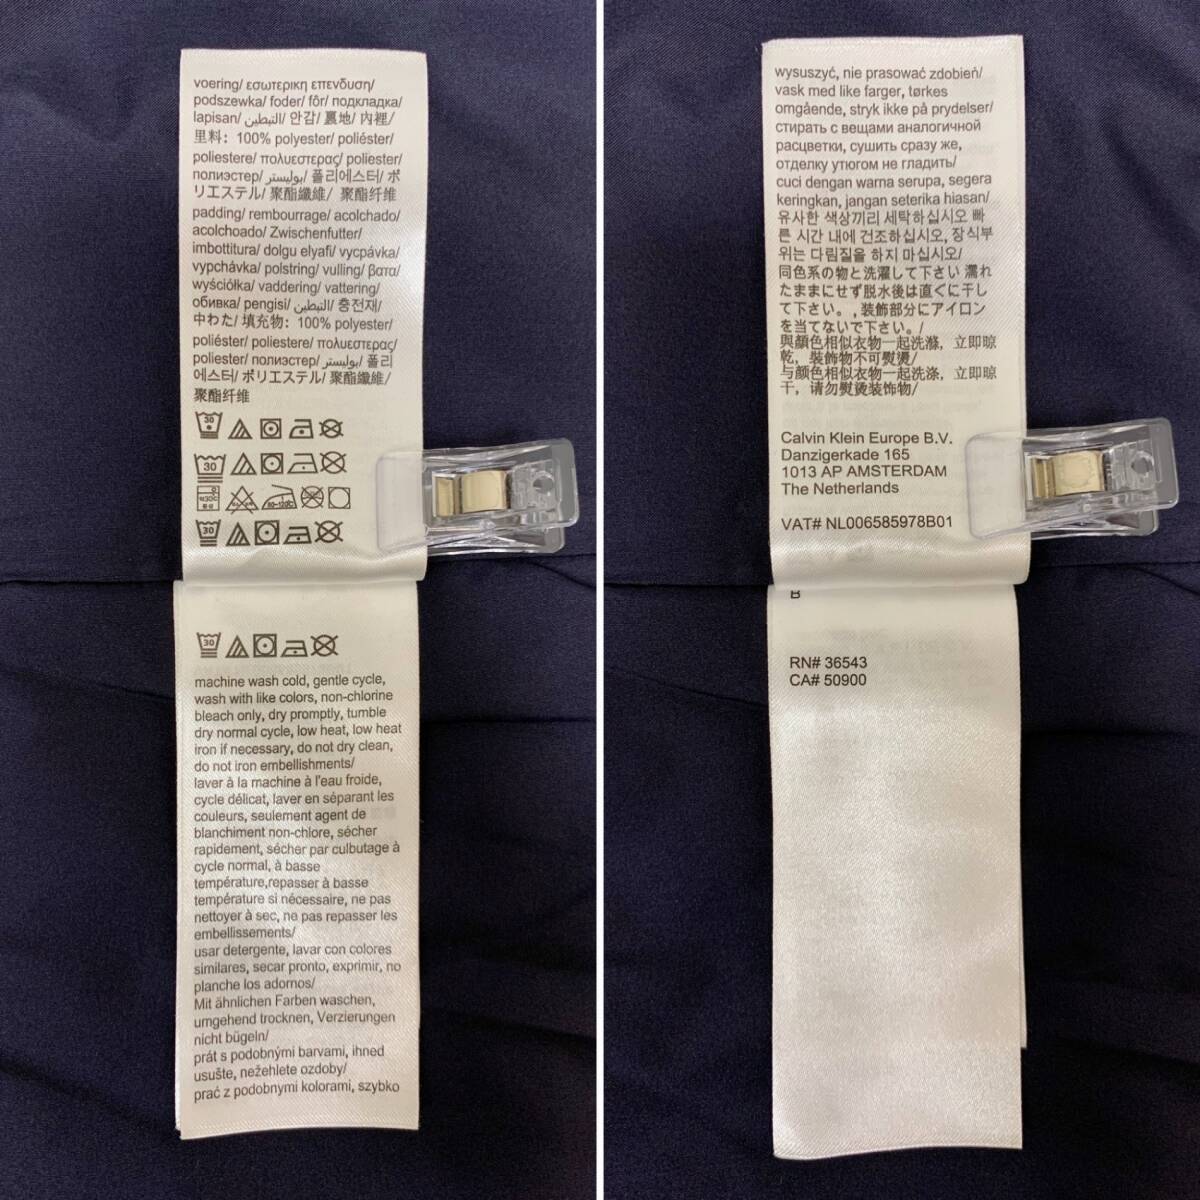 voering/ εσωτερικη επενδυση/
podszewka/ foder/ fôr/ подкладка/
lapisan/ التبطين/ 안감/ 裏地/ 內裡/
里料: 100% polyester/ poliéster/
poliestere/ πολυεστερας/ poliester/
полиэстер/ بوليستر/ 폴리에스터/ ポ
リエステル/ 聚酯纖維/ 聚酯纤维
padding/ rembourrage/ acolchado/
acolchoado/ Zwischenfutter/
imbottitura/ dolgu elyafi/ vycpávka/
vypchávka/ polstring/ vulling/ βατα/
wyściółka/ vaddering/ vattering/
обивка/ pengisi/ التبطين/ 충전재/
中わた/ 填充物: 100% polyester/
poliéster/ poliestere/ πολυεστερας/
poliester/ полиэстер/ بوليستر/ 폴리
에스터/ ポリエステル/ 聚酯纖維/
聚酯纤维
30
30
80~120℃
30
30
machine wash cold, gentle cycle,
wash with like colors, non-chlorine
bleach only, dry promptly, tumble
dry normal cycle, low heat, low heat
iron if necessary, do not dry clean,
do not iron embellishments/
laver à la machine à l'eau froide,
cycle délicat, laver en séparant les
couleurs, seulement agent de
blanchiment non-chlore, sécher
rapidement, sécher par culbutage à
cycle normal, à basse
température,repasser à basse
température si nécessaire, ne pas
nettoyer à sec, ne pas repasser les
embellissements/
usar detergente, lavar con colores
similares, secar pronto, exprimir, no
planche los adornos/
Mit ähnlichen Farben waschen,
umgehend trocknen, Verzierungen
nicht bügeln/
prát s podobnými barvami, ihned
usušte, nežehlete ozdoby/
prać z podobnymi kolorami, szybko
wysuszyć, nie prasować zdobień/
vask med like farger, tørkes
omgående, stryk ikke på prydelser/
стирать с вещами аналогичной
расцветки, сушить сразу же,
отделку утюгом не гладить/
cuci dengan warna serupa, segera
keringkan, jangan seterika hiasan/
유사한 색상끼리 세탁하십시오 빠
른 시간 내에 건조하십시오, 장식부
위는 다림질을 하지 마십시오/
同色系の物と洗濯して下さい 濡れ
たままにせず脱水後は直ぐに干し
て下さい。,装飾部分にアイロン
を当てないで下さい。/
與顏色相似衣物一起洗滌, 立即晾
乾, 裝飾物不可熨燙/
与颜色相似衣物一起洗涤, 立即晾
干, 请勿熨烫装饰物/
Calvin Klein Europe B.V.
Danzigerkade 165
1013 AP AMSTERDAM
The Netherlands
VAT# NL006585978B01
B
RN# 36543
CA# 50900